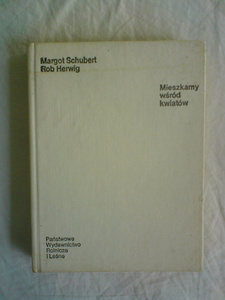 Margot Schubert
Rob Herwig
Mieszkamy
wśród
kwiatów
Państwowe
Wydawnictwo
Rolnicze
i Leśne